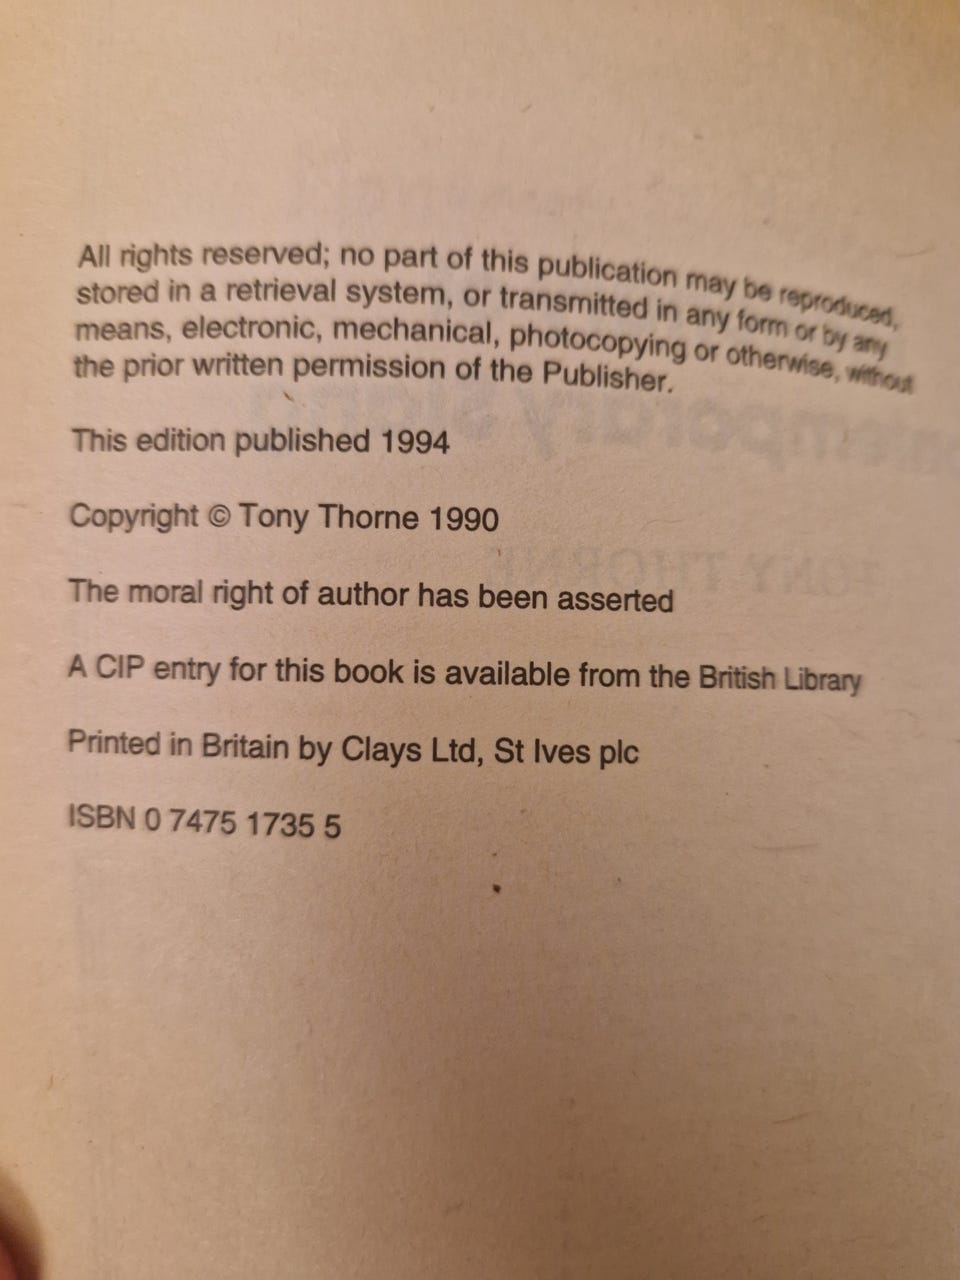 All rights reserved; no part of this publication may be reproduced,
stored in a retrieval system, or transmitted in any form or by any
means, electronic, mechanical, photocopying or otherwise, without
the prior written permission of the Publisher.
This edition published 1994
Copyright © Tony Thorne 1990
The moral right of author has been asserted
A CIP entry for this book is available from the British Library
Printed in Britain by Clays Ltd, St Ives plc
ISBN 0 7475 1735 5